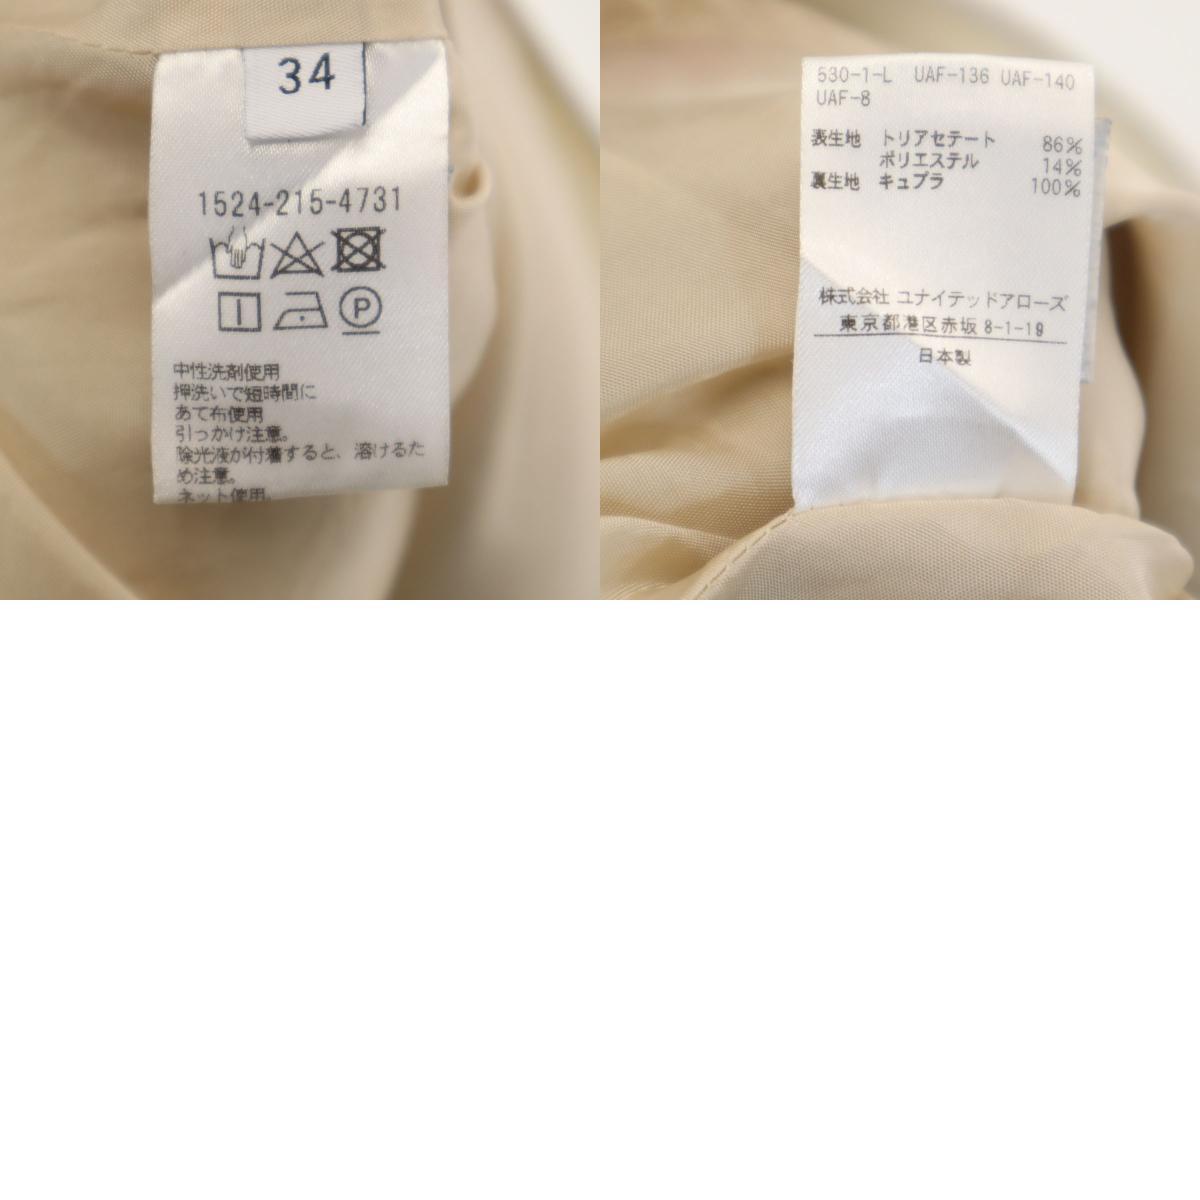 34
1524-215-4731
P
中性洗剤使用
押洗いで短時間に
あて布使用
引っかけ注意。
除光液が付着すると、溶けるた
め注意。
ネット使用。
530-1-L UAF-136 UAF-140
UAF-8
表生地 トリアセテート 86%
ポリエステル 14%
裏生地 キュプラ 100%
株式会社 ユナイテッドアローズ
東京都港区赤坂 8-1-19
日本製